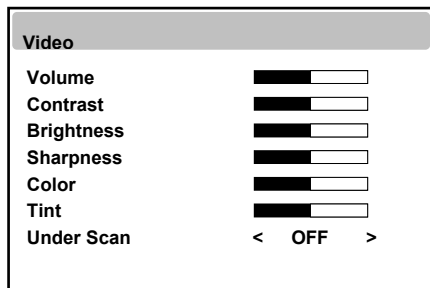 Video
Volume
Contrast
Brightness
Sharpness
Color
Tint
Under Scan < OFF >